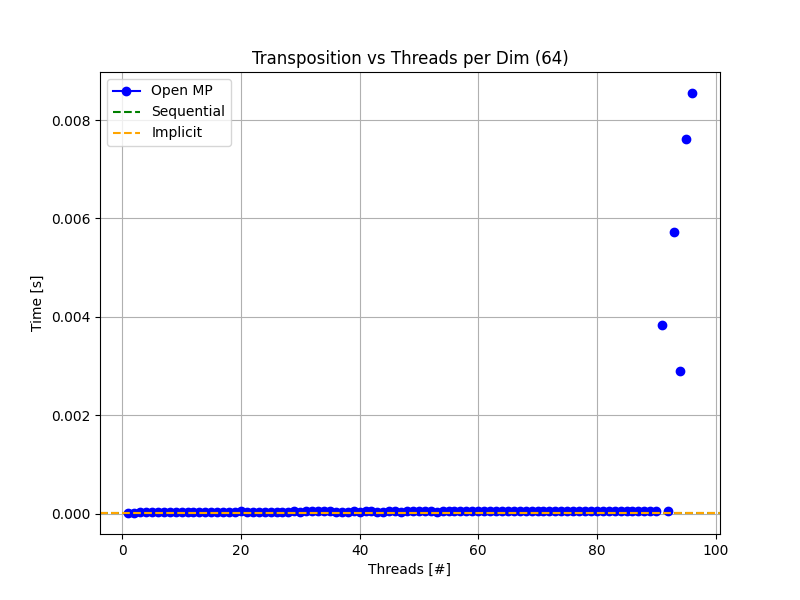 Transposition vs Threads per Dim (64)
Open MP
Sequential
Implicit
0.008
0.006
0.004
0.002
0.000
Time [s]
0 20 40 60 80 100
Threads [#]